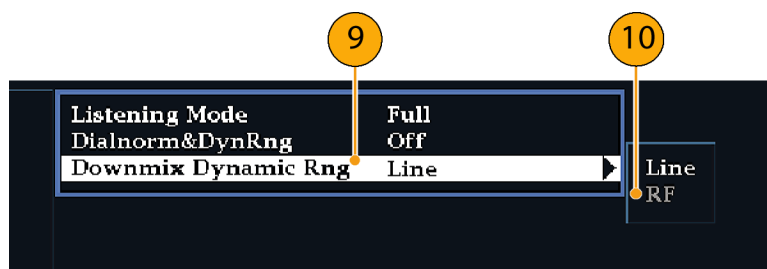 9 10
Listening Mode Full
Dialnorm&DynRng Off
Downmix Dynamic Rng Line
Line
RF